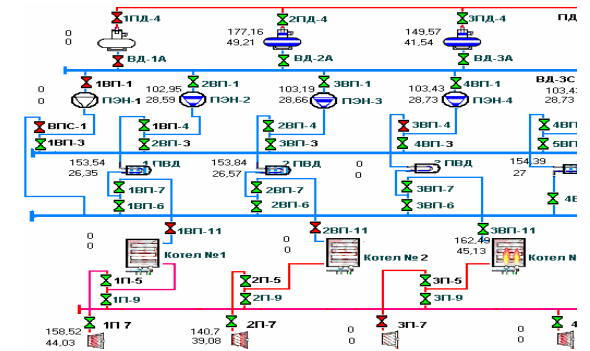 1ПД-4 2ПД-4 3ПД-4 ПД
0 177,16 149,57
0 49,21 41,54
ВД-1А ВД-2А ВД-3А
1ВП-1 2ВП-1 3ВП-1 4ВП-1 ВД-3С
0 102,95 103,19 103,43 103,4
0 28,59 28,66 28,73 28,73
ПЭН-1 ПЭН-2 ПЭН-3 ПЭН-4
ВПС-1 1ВП-4 2ВП-4 3ВП-4 4ВП
1ВП-3 2ВП-3 3ВП-3 4ВП-3 5ВП
153,54 1 ПВД 153,84 2 ПВД 0 3 ПВД 154,39
26,35 26,57 0 27
1ВП-7 2ВП-7 3ВП-7
1ВП-6 2ВП-6 3ВП-6 4В
1ВП-11 2ВП-11 3ВП-11
0 0 162,49
0 0 45,13
Котел №1 Котел № 2 Котел №
1П-5 2П-5 3П-5
1П-9 2П-9 3П-9
1П 7 2П-7 3П-7 4
158,52 140,7 0 0
44,03 39,08 0 0